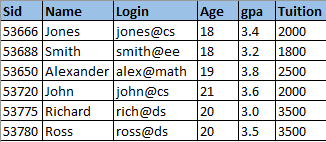 Sid Name Login Age gpa Tuition
53666 Jones jones@cs 18 3.4 2000
53688 Smith smith@ee 18 3.2 1800
53650 Alexander alex@math 19 3.8 2500
53720 John john@cs 21 3.6 2000
53775 Richard rich@ds 20 3.0 3500
53780 Ross ross@ds 20 3.5 3500